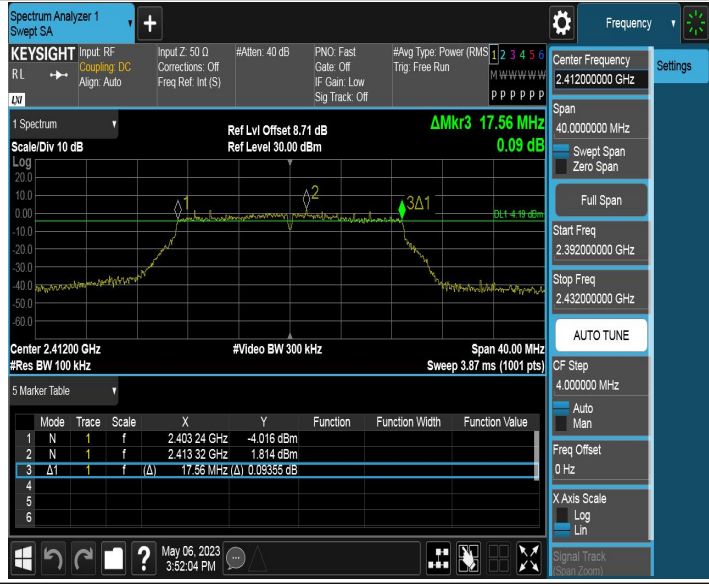 Spectrum Analyzer 1
Swept SA
Frequency
KEYSIGHT
R L
LXI
Input: RF
Coupling: DC
Align: Auto
Input Z: 50 Ω
Corrections: Off
Freq Ref: Int (S)
#Atten: 40 dB
PNO: Fast
Gate: Off
IF Gain: Low
Sig Track: Off
#Avg Type: Power (RMS
Trig: Free Run
1 2 3 4 5 6
M W W W W W
P P P P P P
1 Spectrum
Scale/Div 10 dB
Ref Lvl Offset 8.71 dB
Ref Level 30.00 dBm
ΔMkr3 17.56 MHz
0.09 dB
Log
20.0
10.0
0.00
-10.0
-20.0
-30.0
-40.0
-50.0
-60.0
1
2
3Δ1
DL1 -4.19 dBm
Center 2.41200 GHz
#Res BW 100 kHz
#Video BW 300 kHz
Span 40.00 MHz
Sweep 3.87 ms (1001 pts)
5 Marker Table
Mode Trace Scale X Y Function Function Width Function Value
1 N 1 f 2.403 24 GHz -4.016 dBm
2 N 1 f 2.413 32 GHz 1.814 dBm
3 Δ1 1 f (Δ) 17.56 MHz (Δ) 0.09355 dB
4
5
6
May 06, 2023
3:52:04 PM
?
Center Frequency
2.412000000 GHz
Settings
Span
40.0000000 MHz
Swept Span
Zero Span
Full Span
Start Freq
2.392000000 GHz
Stop Freq
2.432000000 GHz
AUTO TUNE
CF Step
4.000000 MHz
Auto
Man
Freq Offset
0 Hz
X Axis Scale
Log
Lin
Signal Track
(Span Zoom)